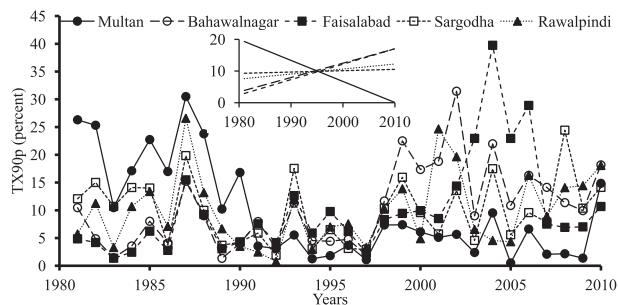 45
Multan Bahawalnagar Faisalabad Sargodha Rawalpindi
40
35
30
25
20
15
10
5
0
TX90p (percent)
20
10
0
1980 1990 2000 2010
1980 1985 1990 1995 2000 2005 2010
Years